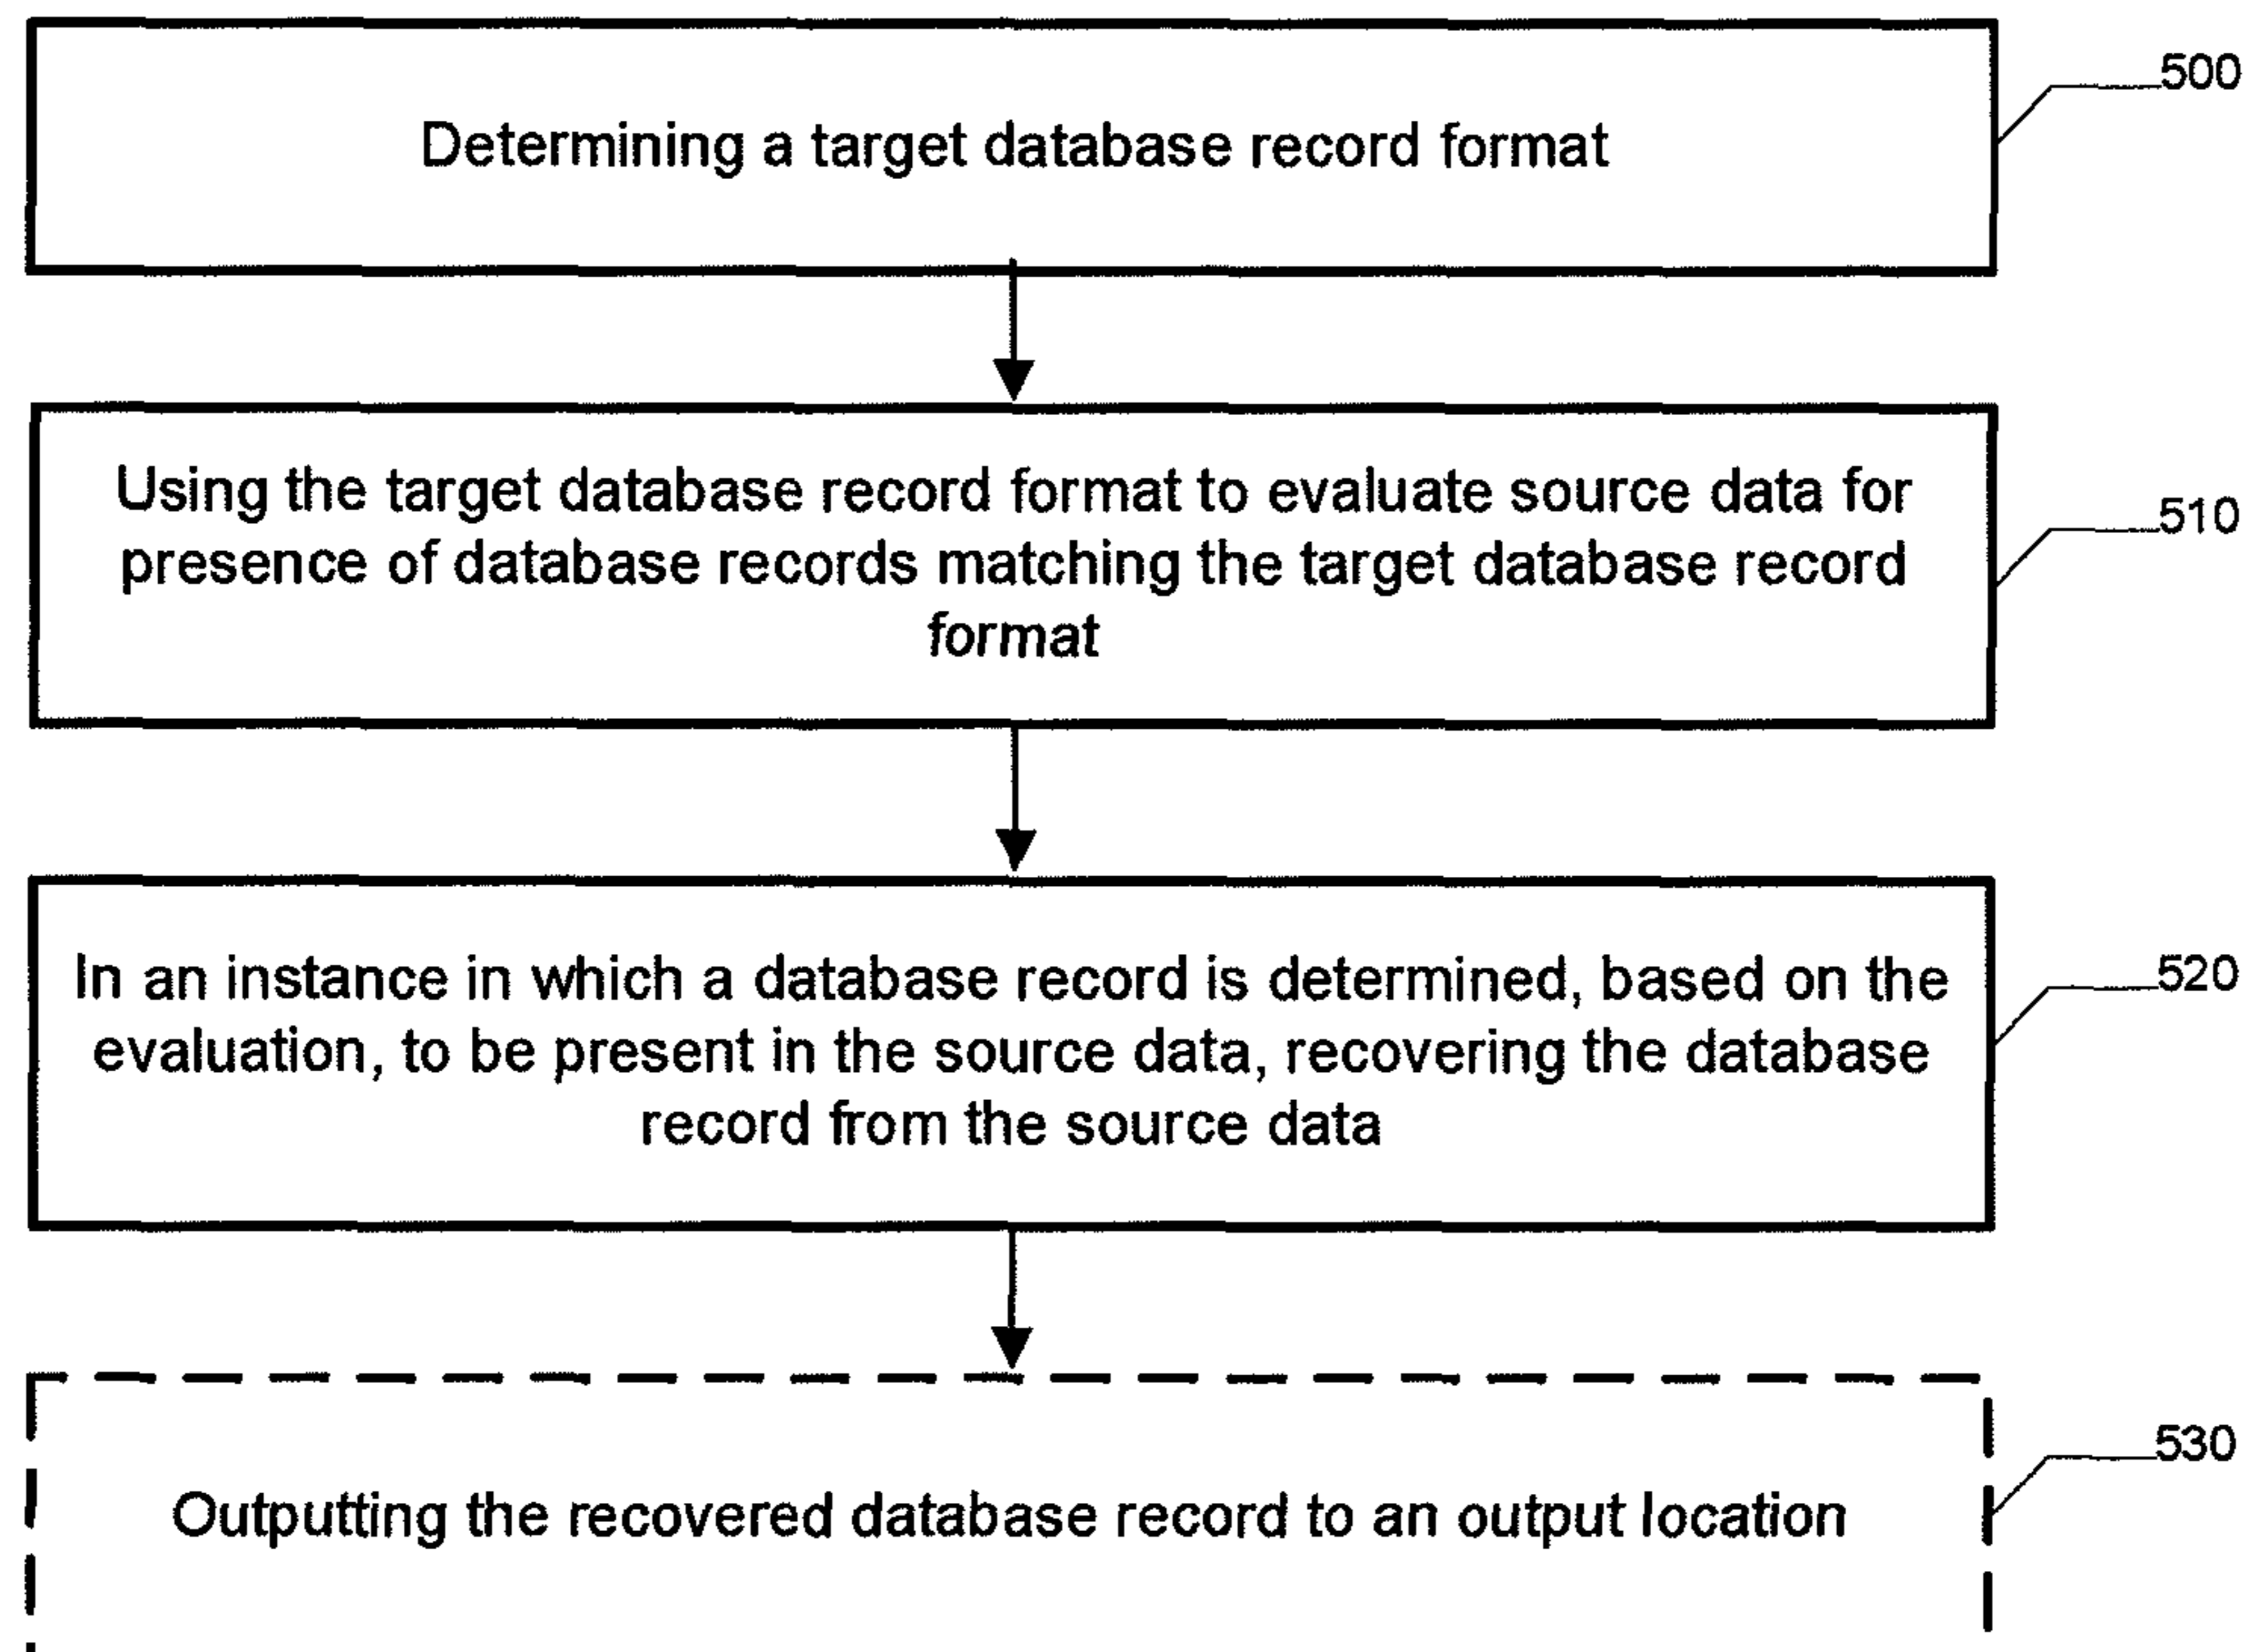 500
Determining a target database record format
Using the target database record format to evaluate source data for
510
presence of database records matching the target database record
format
In an instance in which a database record is determined, based on the
520
evaluation, to be present in the source data, recovering the database
record from the source data
530
Outputting the recovered database record to an output location